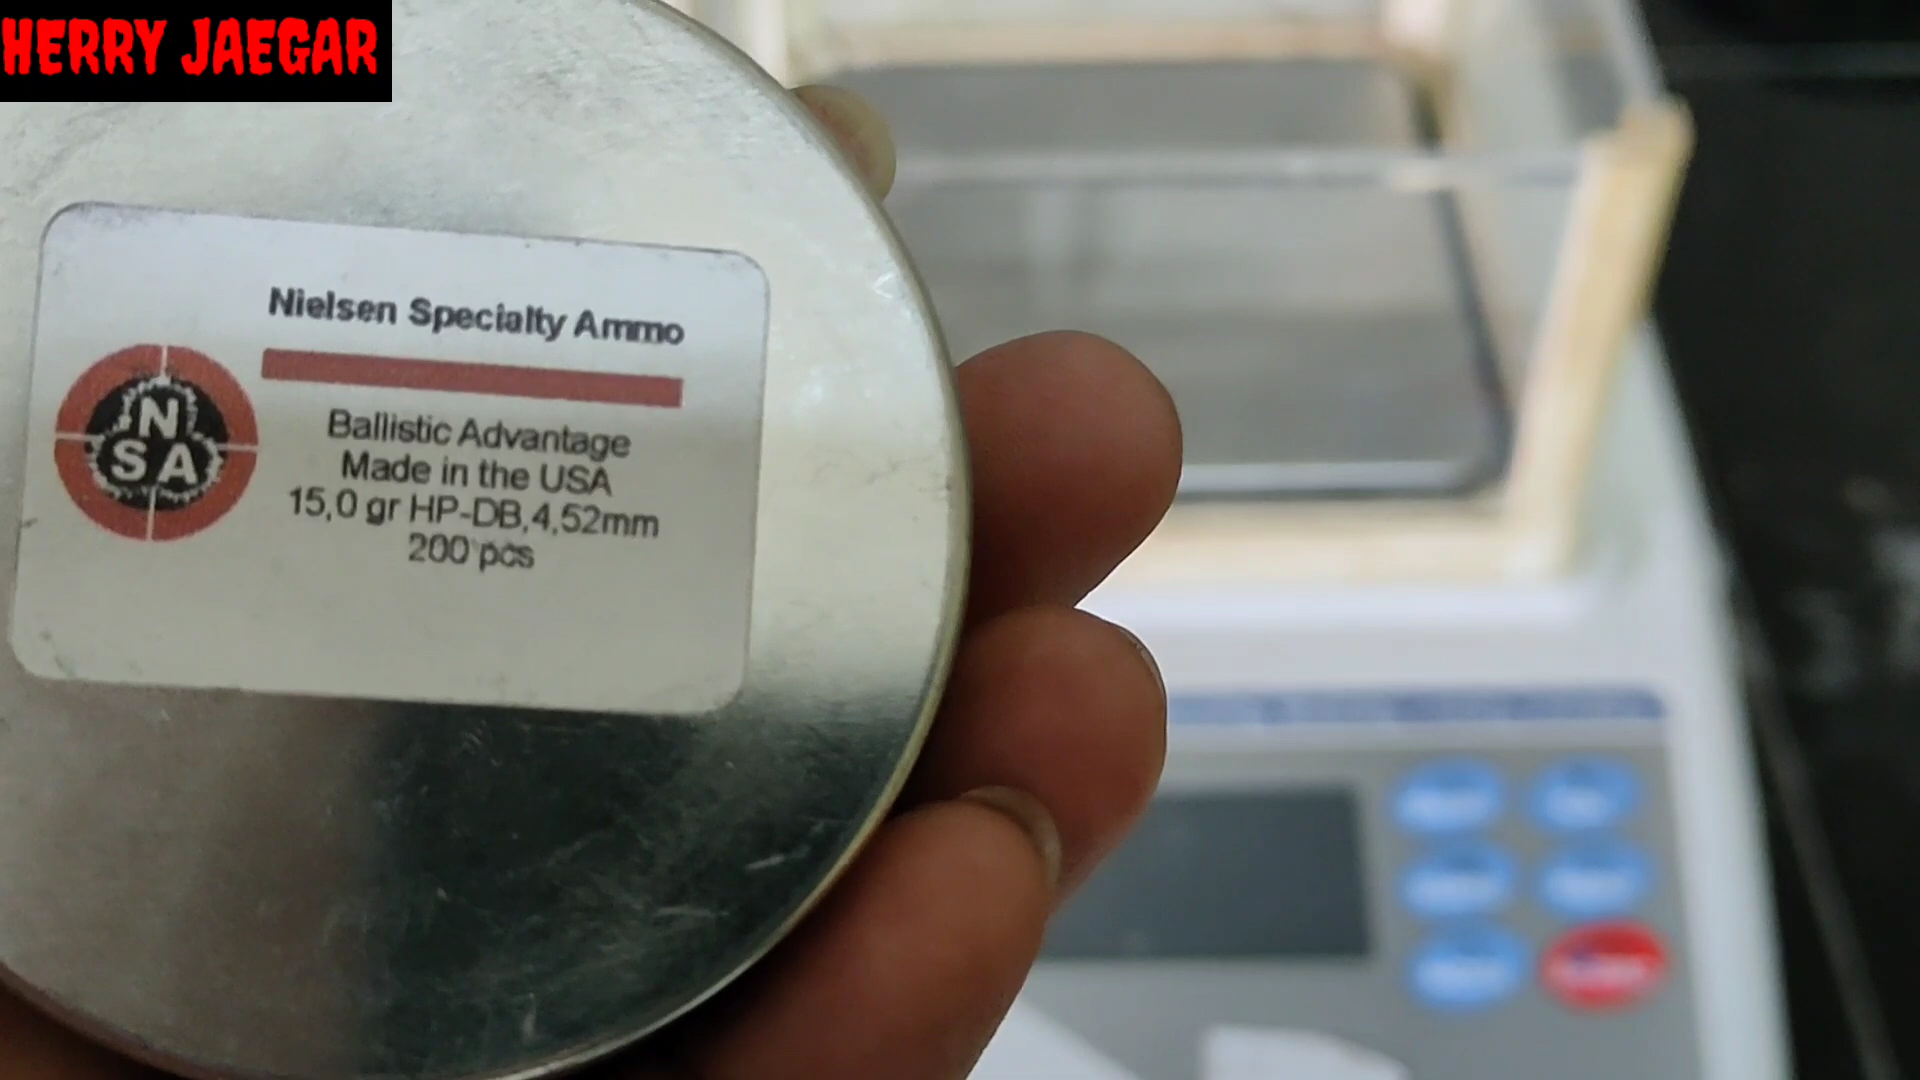 HERRY JAEGAR
Nielsen Specialty Ammo
N
SA
Ballistic Advantage
Made in the USA
15,0 gr HP-DB,4,52mm
200 pcs